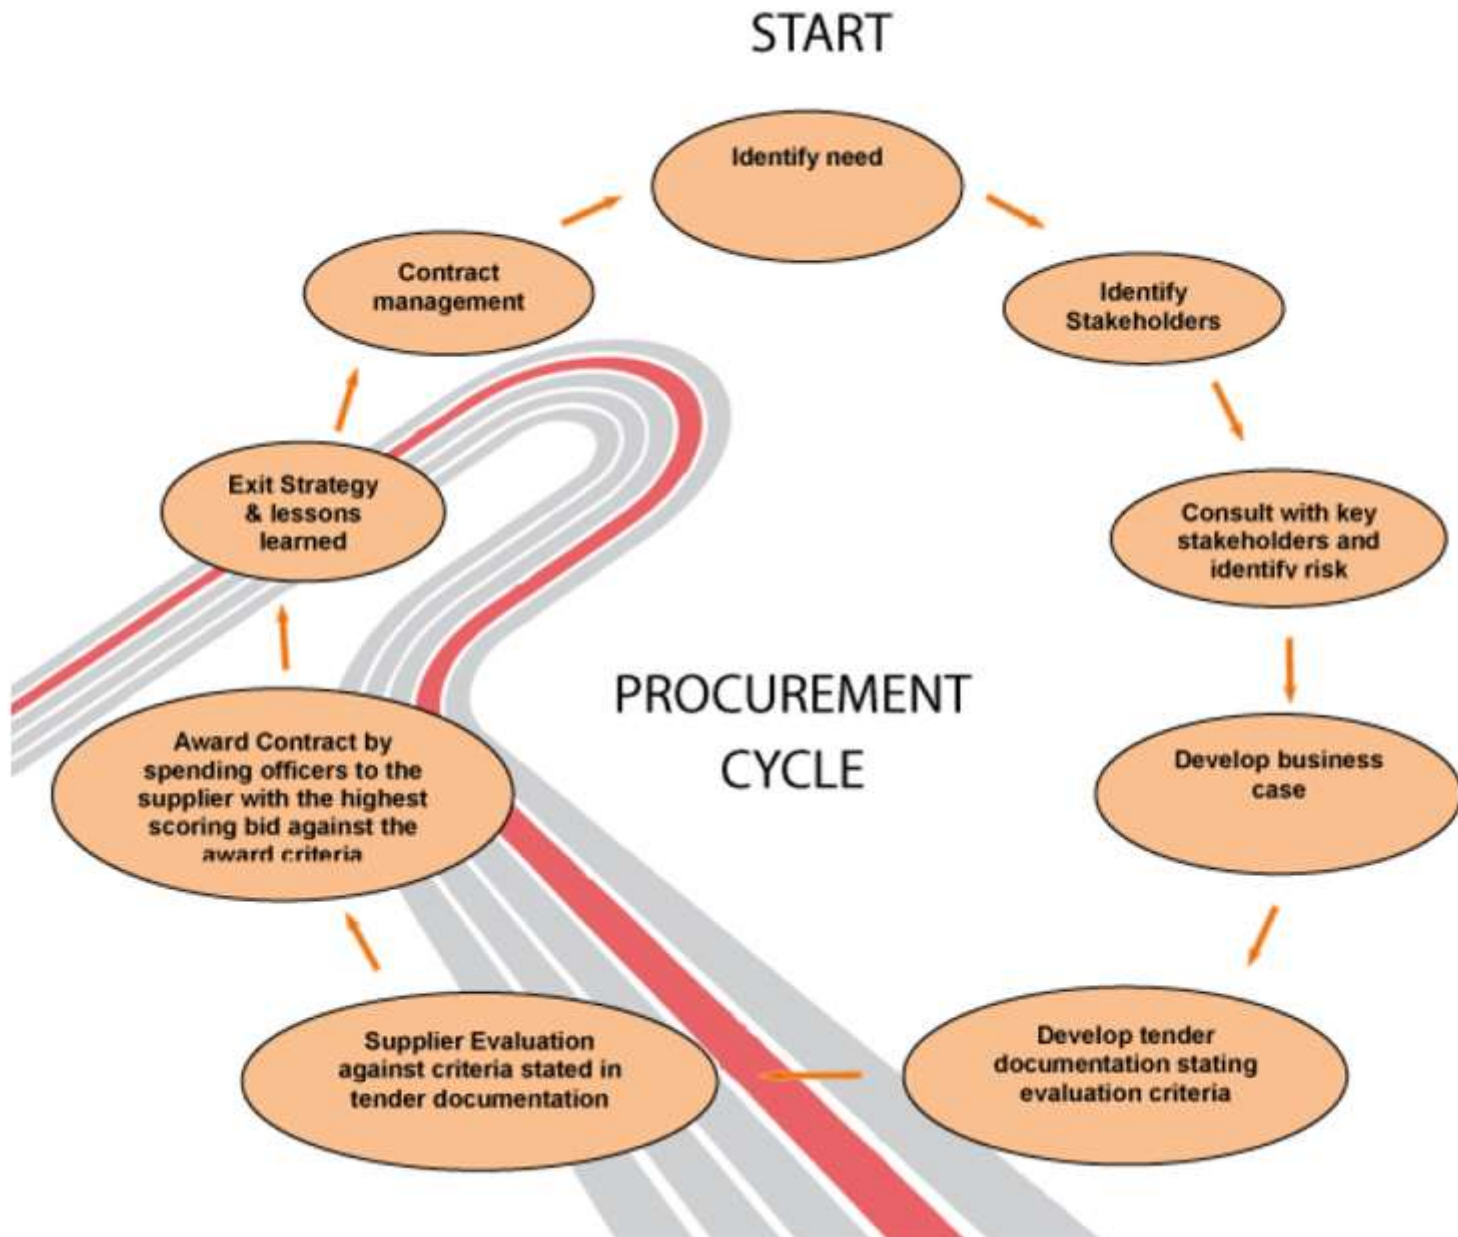 START
Identify need
Identify
Stakeholders
Consult with key
stakeholders and
identify risk
Develop business
case
Develop tender
documentation stating
evaluation criteria
Supplier Evaluation
against criteria stated in
tender documentation
Award Contract by
spending officers to the
supplier with the highest
scoring bid against the
award criteria
Exit Strategy
& lessons
learned
Contract
management
PROCUREMENT
CYCLE